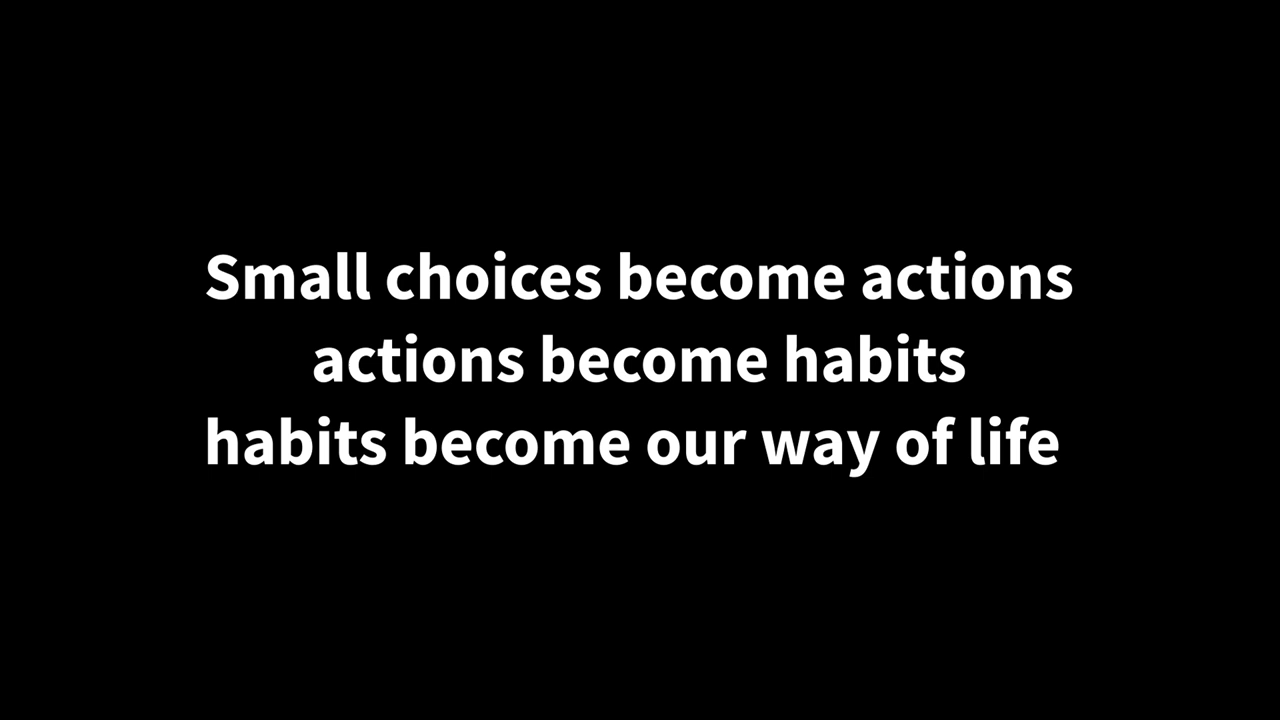 Small choices become actions
actions become habits
habits become our way of life